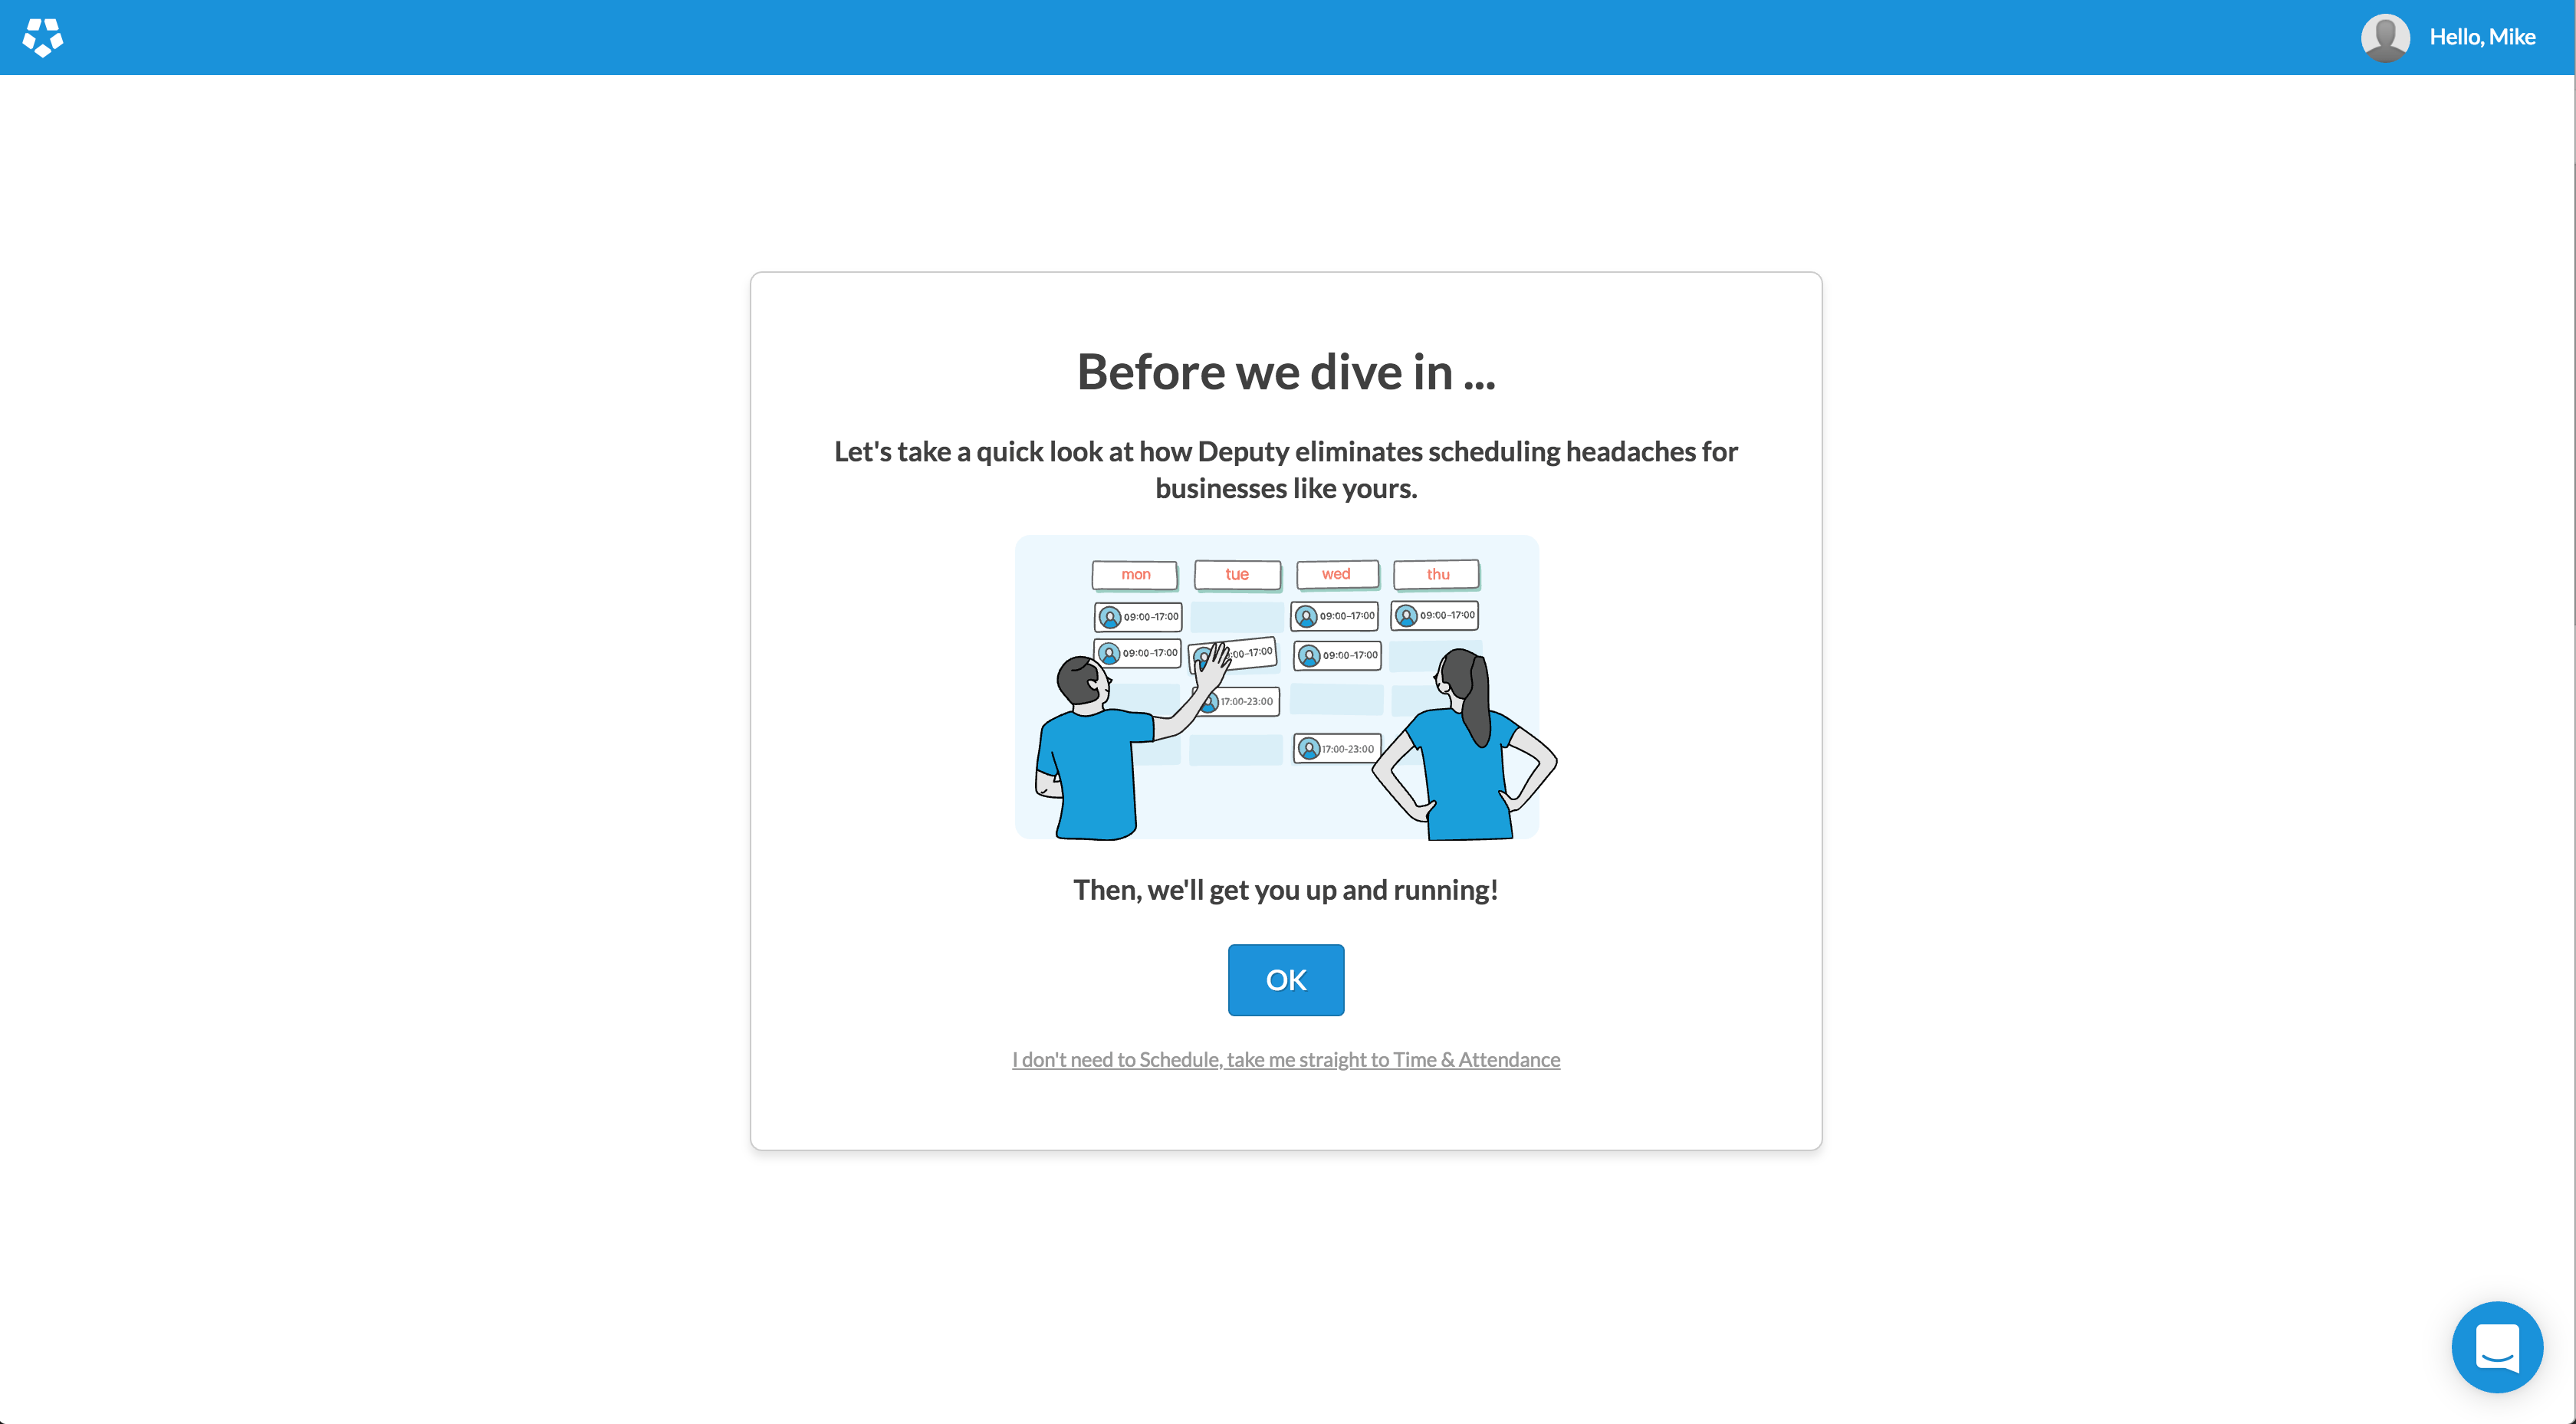 Hello, Mike
Before we dive in ...
Let's take a quick look at how Deputy eliminates scheduling headaches for
businesses like yours.
mon tue wed thu
09:00-17:00 09:00-17:00 09:00-17:00
09:00-17:00 :00-17:00 09:00-17:00
17:00-23:00
17:00-23:00
Then, we'll get you up and running!
OK
I don't need to Schedule, take me straight to Time & Attendance